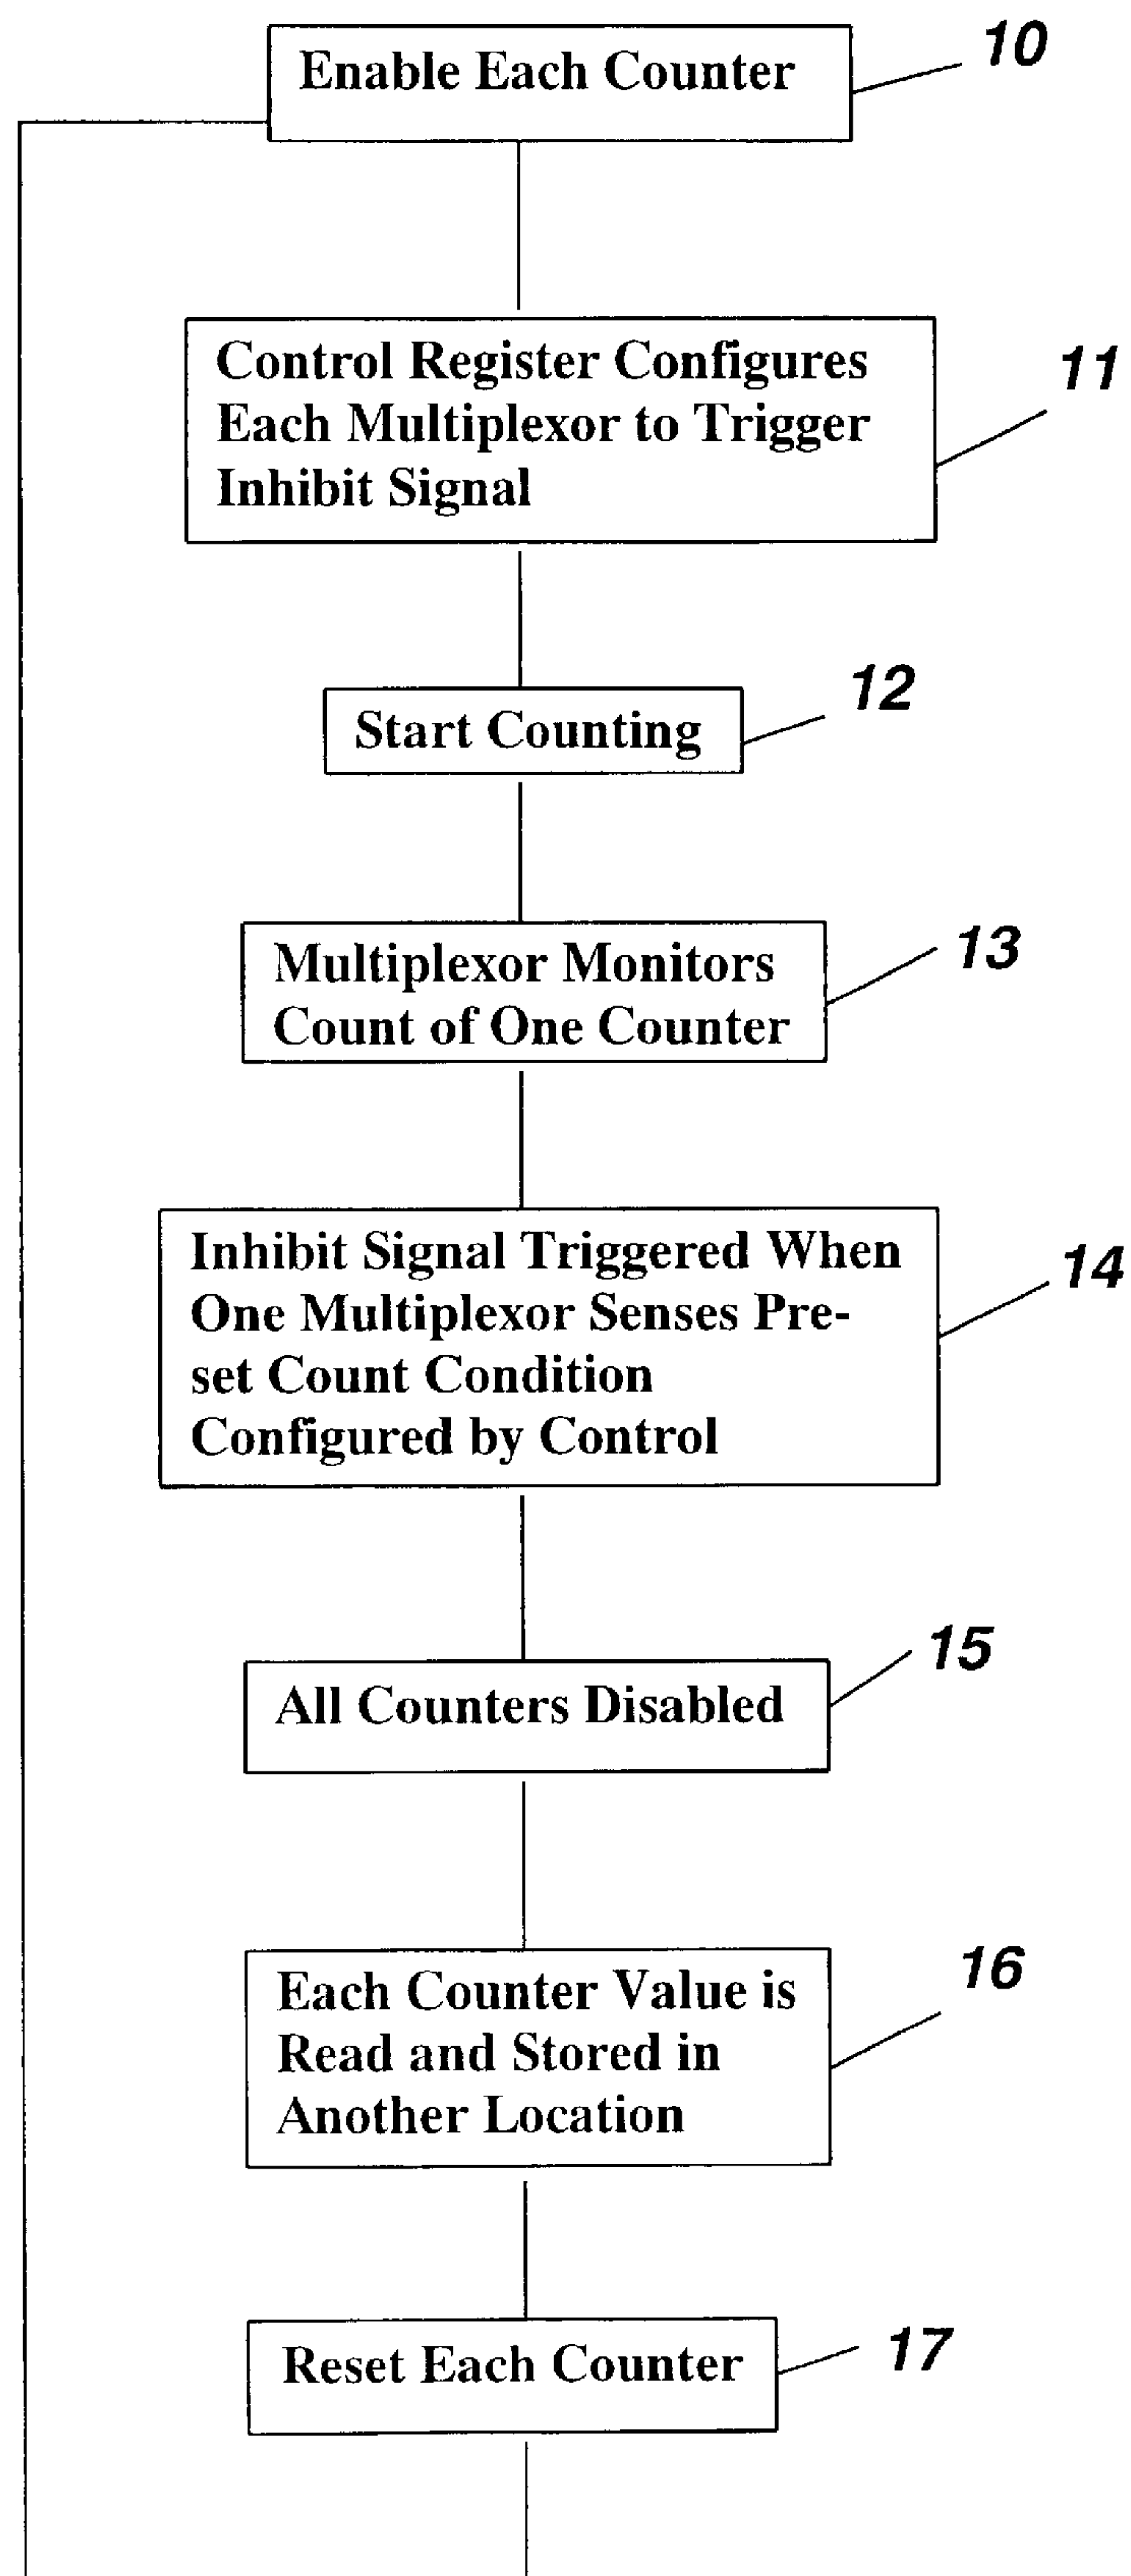 Enable Each Counter
10
Control Register Configures
Each Multiplexor to Trigger
Inhibit Signal
11
Start Counting
12
Multiplexor Monitors
Count of One Counter
13
Inhibit Signal Triggered When
One Multiplexor Senses Pre-
set Count Condition
Configured by Control
14
All Counters Disabled
15
Each Counter Value is
Read and Stored in
Another Location
16
Reset Each Counter
17